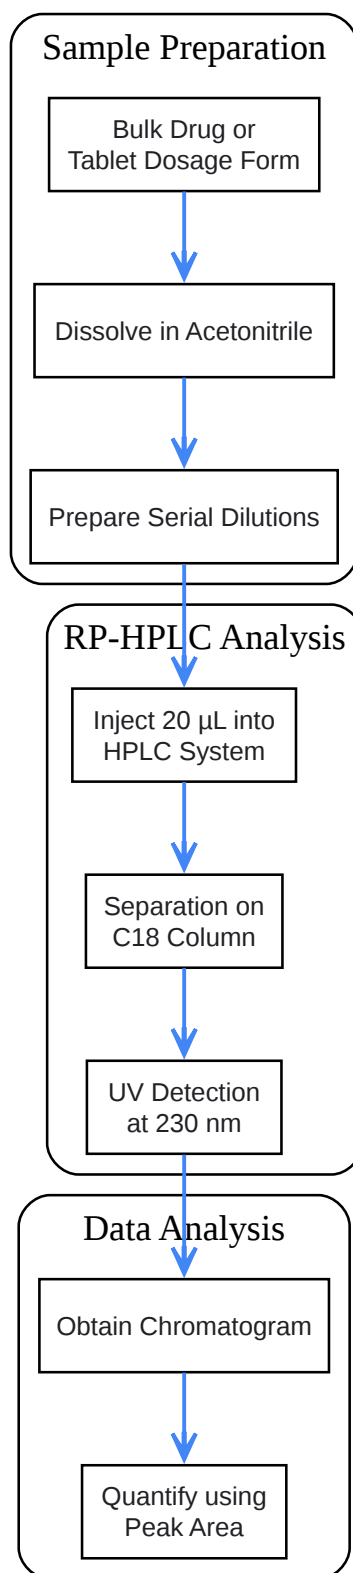 Sample Preparation
Bulk Drug or
Tablet Dosage Form
Dissolve in Acetonitrile
Prepare Serial Dilutions
RP-HPLC Analysis
Inject 20 µL into
HPLC System
Separation on
C18 Column
UV Detection
at 230 nm
Data Analysis
Obtain Chromatogram
Quantify using
Peak Area